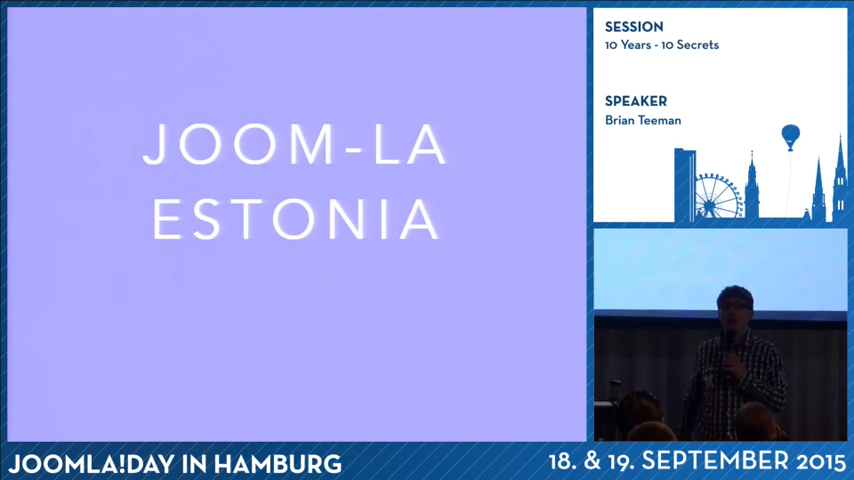 JOOM-LA
ESTONIA
SESSION
10 Years - 10 Secrets
SPEAKER
Brian Teeman
JOOMLA!DAY IN HAMBURG
18. & 19. SEPTEMBER 2015